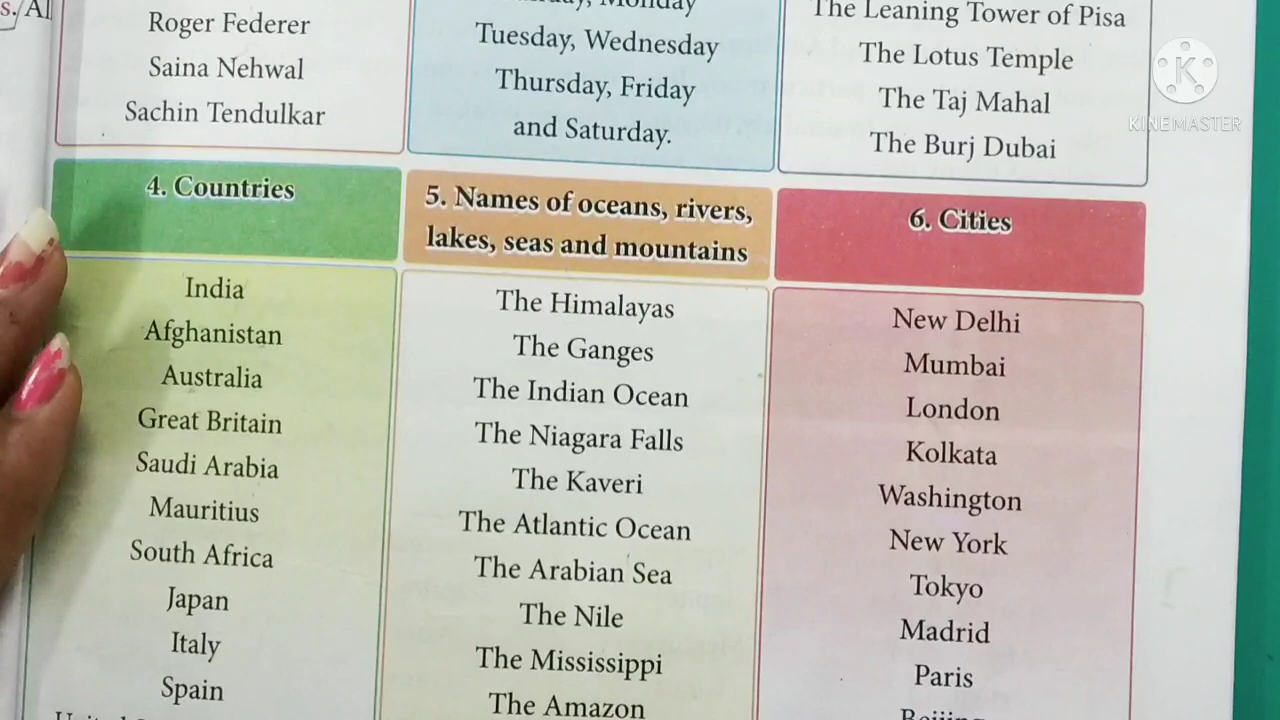 Roger Federer
Saina Nehwal
Sachin Tendulkar
Monday
Tuesday, Wednesday
Thursday, Friday
and Saturday.
The Leaning Tower of Pisa
The Lotus Temple
The Taj Mahal
The Burj Dubai
KINEMASTER
4. Countries
India
Afghanistan
Australia
Great Britain
Saudi Arabia
Mauritius
South Africa
Japan
Italy
Spain
5. Names of oceans, rivers,
lakes, seas and mountains
The Himalayas
The Ganges
The Indian Ocean
The Niagara Falls
The Kaveri
The Atlantic Ocean
The Arabian Sea
The Nile
The Mississippi
The Amazon
6. Cities
New Delhi
Mumbai
London
Kolkata
Washington
New York
Tokyo
Madrid
Paris
Beijing